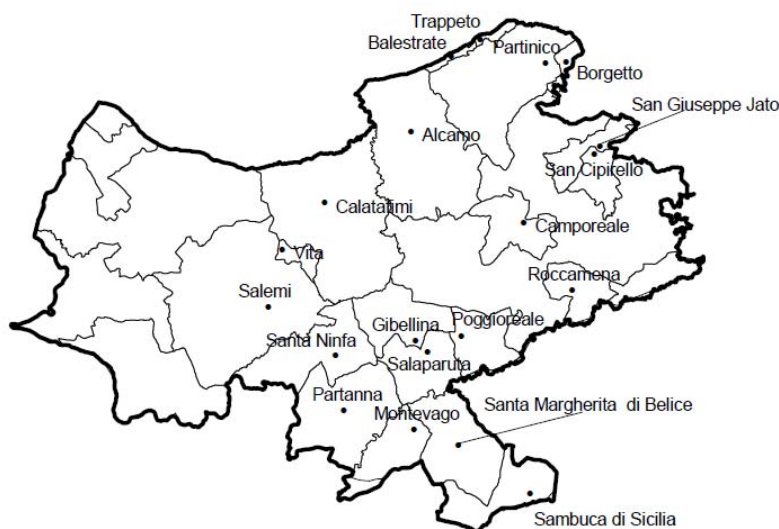 Trappeto
Balestrate
Partinico
Borgetto
San Giuseppe Jato
Alcamo
San Cipirello
Calatafimi
Camporeale
Vita
Roccamena
Salemi
Gibellina
Poggioreale
Santa Ninfa
Salaparuta
Partanna
Montevago
Santa Margherita di Belice
Sambuca di Sicilia